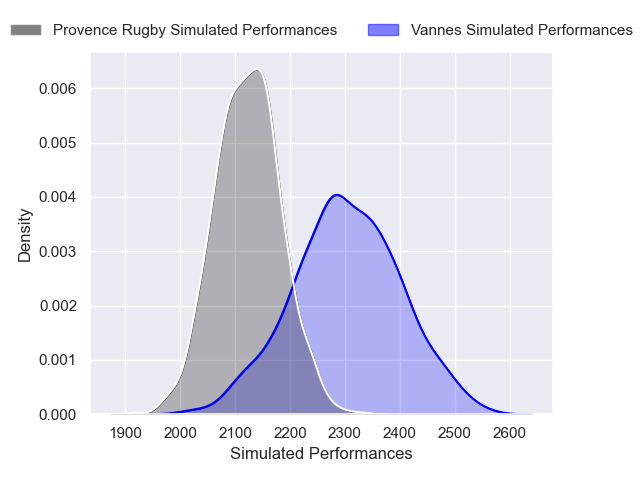 Provence Rugby Simulated Performances Vannes Simulated Performances
0.006
0.005
0.004
0.003
0.002
0.001
0.000
Density
1900 2000 2100 2200 2300 2400 2500 2600
Simulated Performances